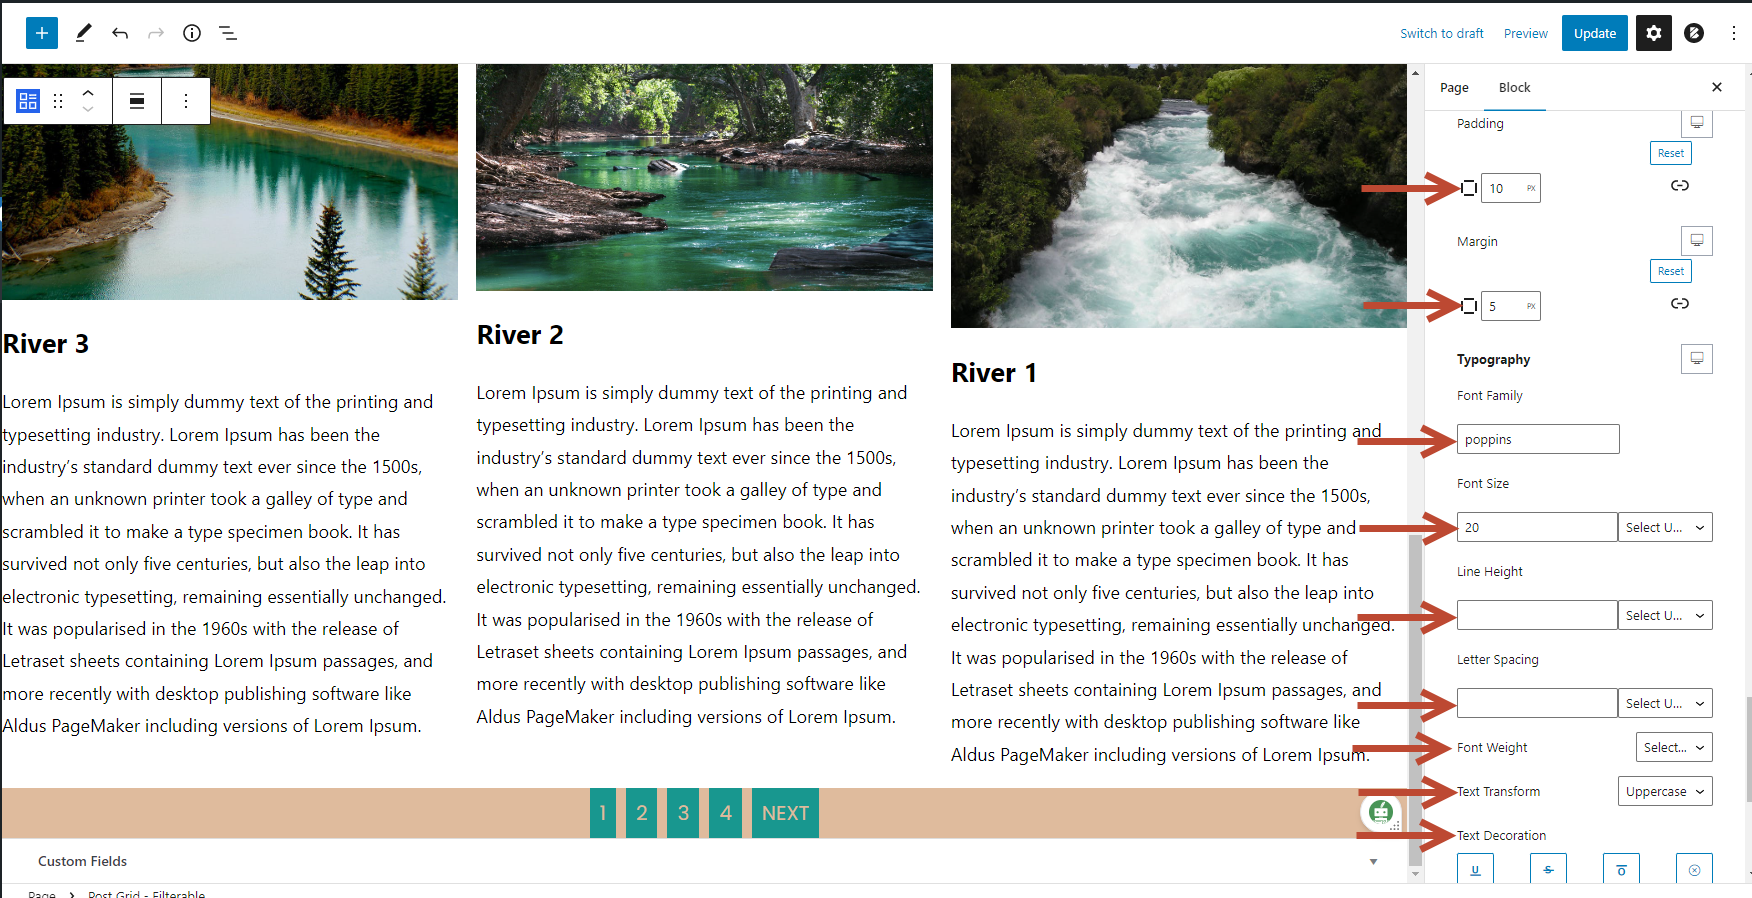 Switch to draft
Preview
Update
River 3
Lorem Ipsum is simply dummy text of the printing and
typesetting industry. Lorem Ipsum has been the
industry’s standard dummy text ever since the 1500s,
when an unknown printer took a galley of type and
scrambled it to make a type specimen book. It has
survived not only five centuries, but also the leap into
electronic typesetting, remaining essentially unchanged.
It was popularised in the 1960s with the release of
Letraset sheets containing Lorem Ipsum passages, and
more recently with desktop publishing software like
Aldus PageMaker including versions of Lorem Ipsum.
River 2
Lorem Ipsum is simply dummy text of the printing and
typesetting industry. Lorem Ipsum has been the
industry’s standard dummy text ever since the 1500s,
when an unknown printer took a galley of type and
scrambled it to make a type specimen book. It has
survived not only five centuries, but also the leap into
electronic typesetting, remaining essentially unchanged.
It was popularised in the 1960s with the release of
Letraset sheets containing Lorem Ipsum passages, and
more recently with desktop publishing software like
Aldus PageMaker including versions of Lorem Ipsum.
River 1
Lorem Ipsum is simply dummy text of the printing and
typesetting industry. Lorem Ipsum has been the
industry’s standard dummy text ever since the 1500s,
when an unknown printer took a galley of type and
scrambled it to make a type specimen book. It has
survived not only five centuries, but also the leap into
electronic typesetting, remaining essentially unchanged.
It was popularised in the 1960s with the release of
Letraset sheets containing Lorem Ipsum passages, and
more recently with desktop publishing software like
Aldus PageMaker including versions of Lorem Ipsum.
1 2 3 4 NEXT
Custom Fields
Page > Post Grid - Filterable
Page Block
Padding
Reset
10 PX
Margin
Reset
5 PX
Typography
Font Family
poppins
Font Size
20 Select U...
Line Height
Select U...
Letter Spacing
Select U...
Font Weight Select...
Text Transform Uppercase
Text Decoration
U S O